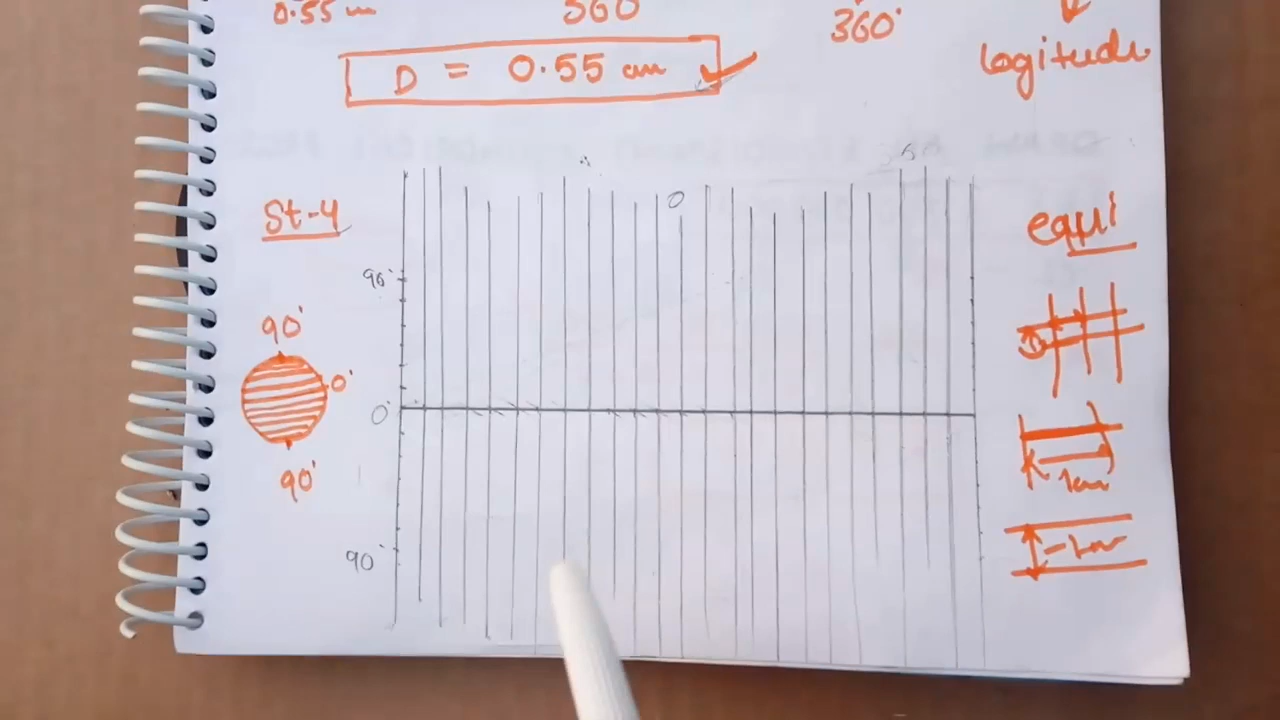 0.55 cm
360
360°
logitude
D = 0.55 cm
St-4
0
equi
90°
90°
0°
0°
90°
90°
1cm
1cm